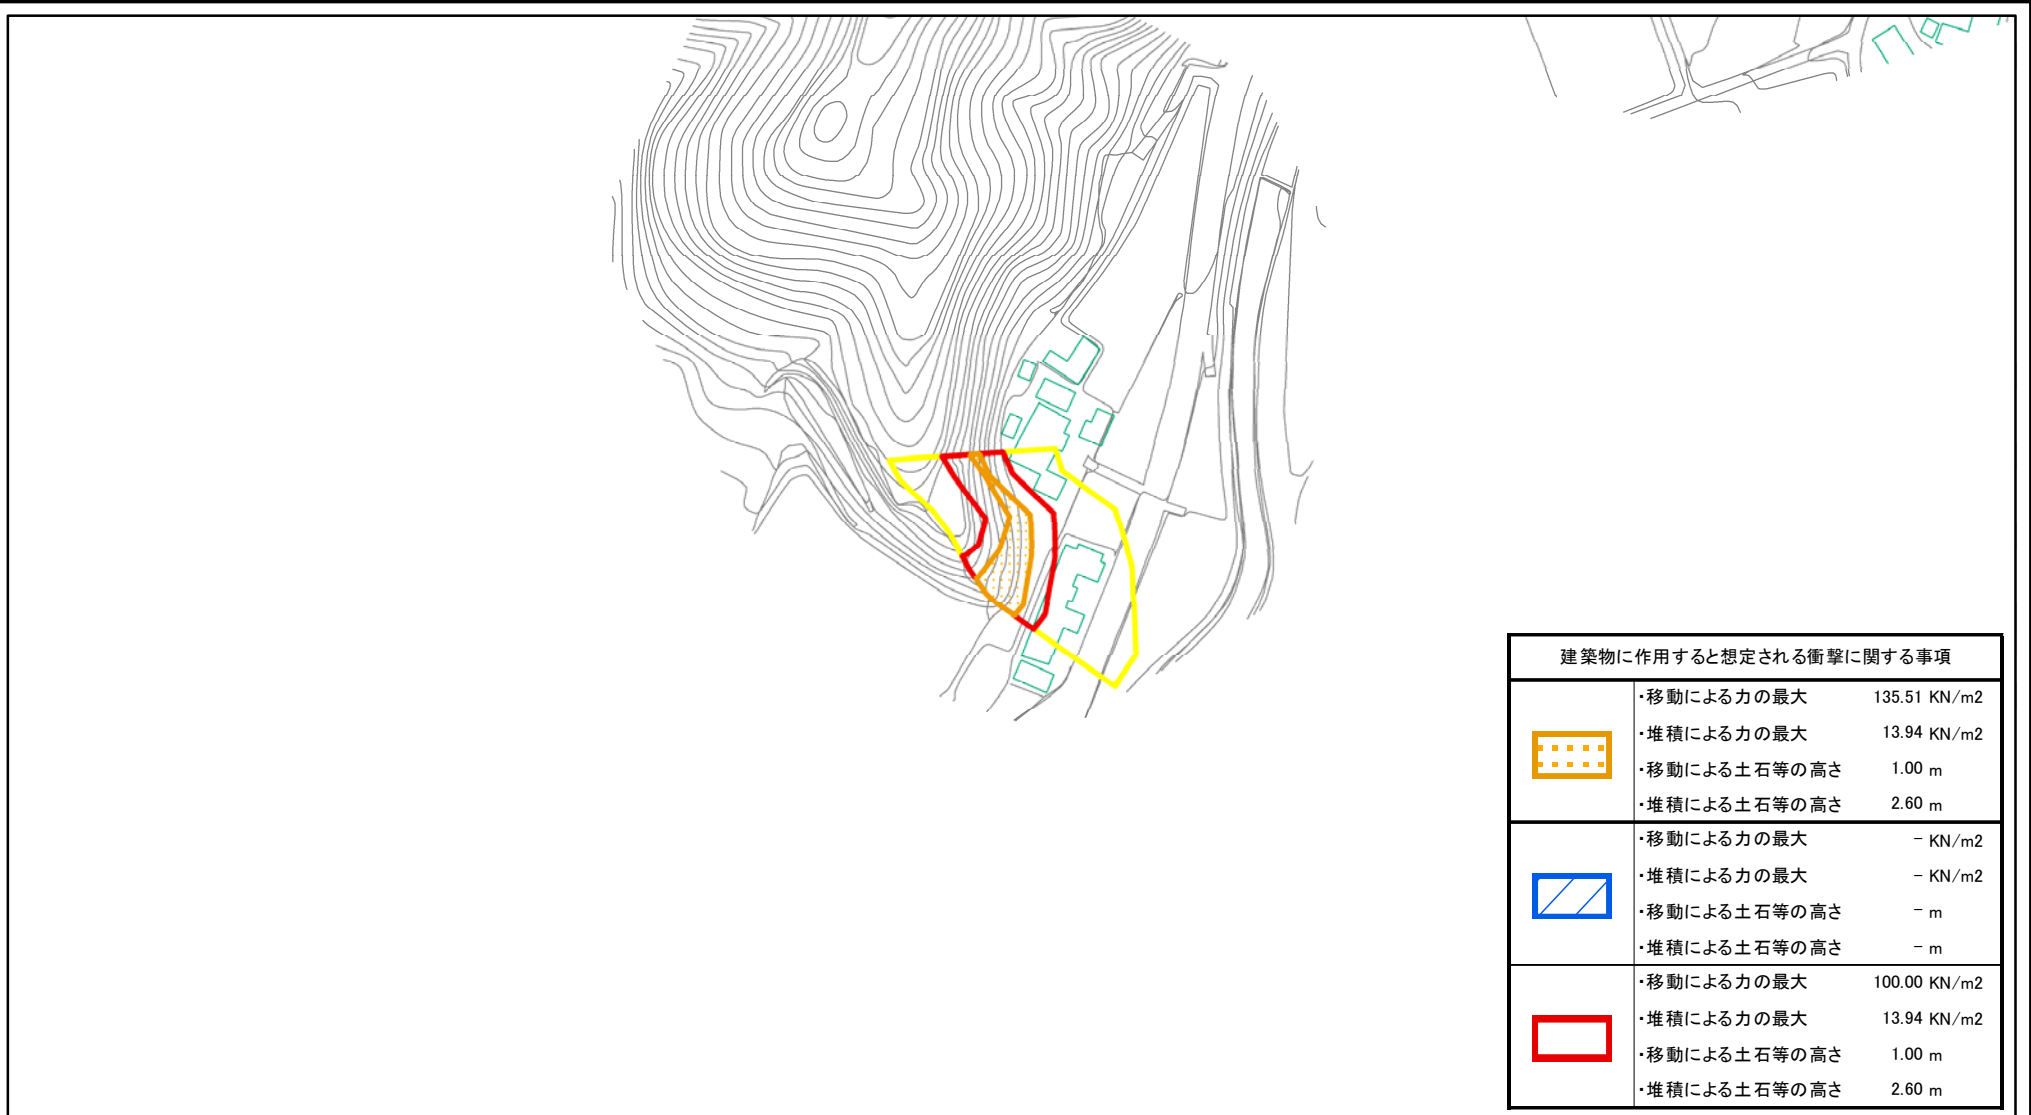 建築物に作用すると想定される衝撃に関する事項
・移動による力の最大 135.51 KN/m2
・堆積による力の最大 13.94 KN/m2
・移動による土石等の高さ 1.00 m
・堆積による土石等の高さ 2.60 m
・移動による力の最大 − KN/m2
・堆積による力の最大 − KN/m2
・移動による土石等の高さ − m
・堆積による土石等の高さ − m
・移動による力の最大 100.00 KN/m2
・堆積による力の最大 13.94 KN/m2
・移動による土石等の高さ 1.00 m
・堆積による土石等の高さ 2.60 m